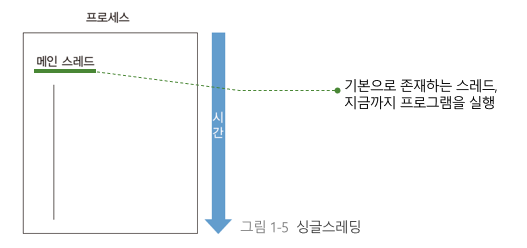 프로세스
메인 스레드
시
간
기본으로 존재하는 스레드,
지금까지 프로그램을 실행
그림 1-5 싱글스레딩